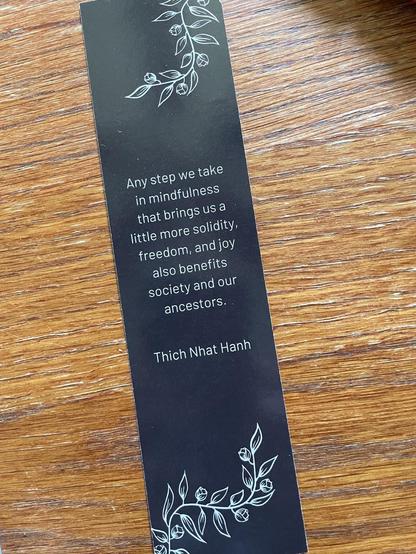 Any step we take
in mindfulness
that brings us a
little more solidity,
freedom, and joy
also benefits
society and our
ancestors.
Thich Nhat Hanh